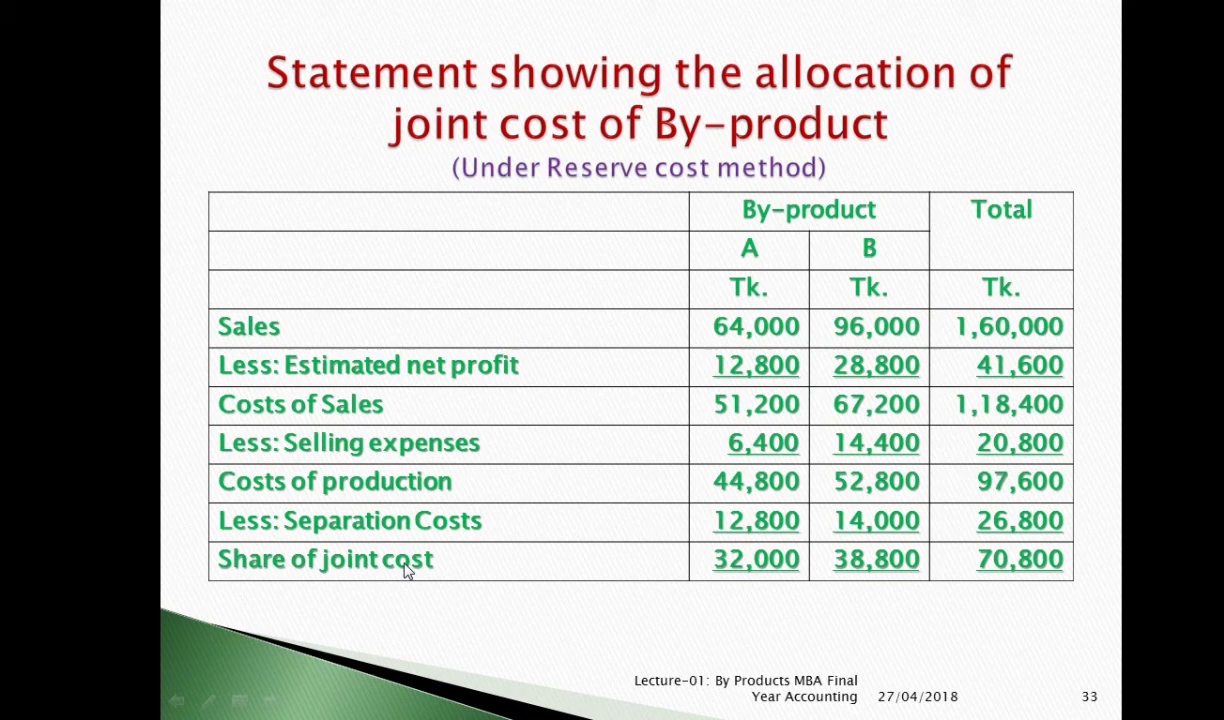 Statement showing the allocation of
joint cost of By-product
(Under Reserve cost method)
By-product Total
A B
Tk. Tk. Tk.
Sales 64,000 96,000 1,60,000
Less: Estimated net profit 12,800 28,800 41,600
Costs of Sales 51,200 67,200 1,18,400
Less: Selling expenses 6,400 14,400 20,800
Costs of production 44,800 52,800 97,600
Less: Separation Costs 12,800 14,000 26,800
Share of joint cost 32,000 38,800 70,800
Lecture-01: By Products MBA Final
Year Accounting 27/04/2018 33